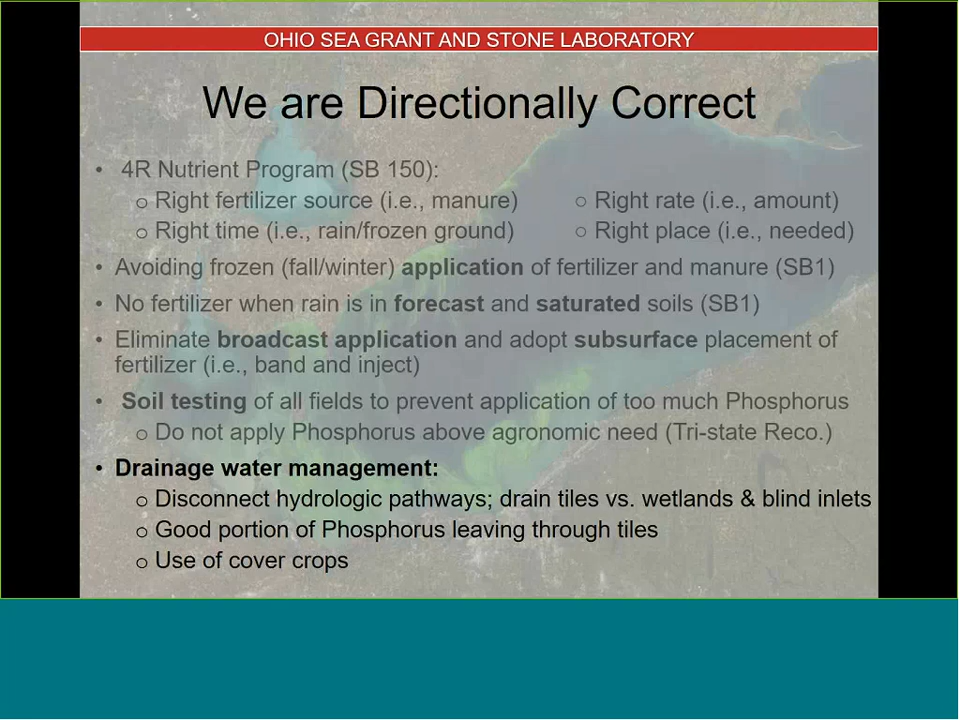 OHIO SEA GRANT AND STONE LABORATORY
We are Directionally Correct
• 4R Nutrient Program (SB 150):
o Right fertilizer source (i.e., manure) ○ Right rate (i.e., amount)
o Right time (i.e., rain/frozen ground) ○ Right place (i.e., needed)
• Avoiding frozen (fall/winter) application of fertilizer and manure (SB1)
• No fertilizer when rain is in forecast and saturated soils (SB1)
• Eliminate broadcast application and adopt subsurface placement of
fertilizer (i.e., band and inject)
• Soil testing of all fields to prevent application of too much Phosphorus
o Do not apply Phosphorus above agronomic need (Tri-state Reco.)
• Drainage water management:
o Disconnect hydrologic pathways; drain tiles vs. wetlands & blind inlets
o Good portion of Phosphorus leaving through tiles
o Use of cover crops